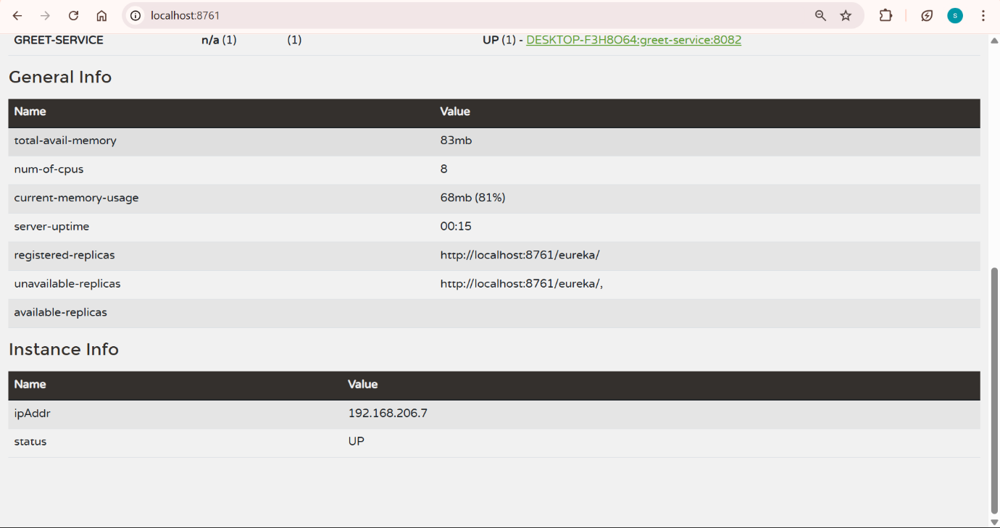 localhost:8761
s
GREET-SERVICE n/a (1) (1) UP (1) - DESKTOP-F3H8O64:greet-service:8082
General Info
Name Value
total-avail-memory 83mb
num-of-cpus 8
current-memory-usage 68mb (81%)
server-uptime 00:15
registered-replicas http://localhost:8761/eureka/
unavailable-replicas http://localhost:8761/eureka/,
available-replicas
Instance Info
Name Value
ipAddr 192.168.206.7
status UP